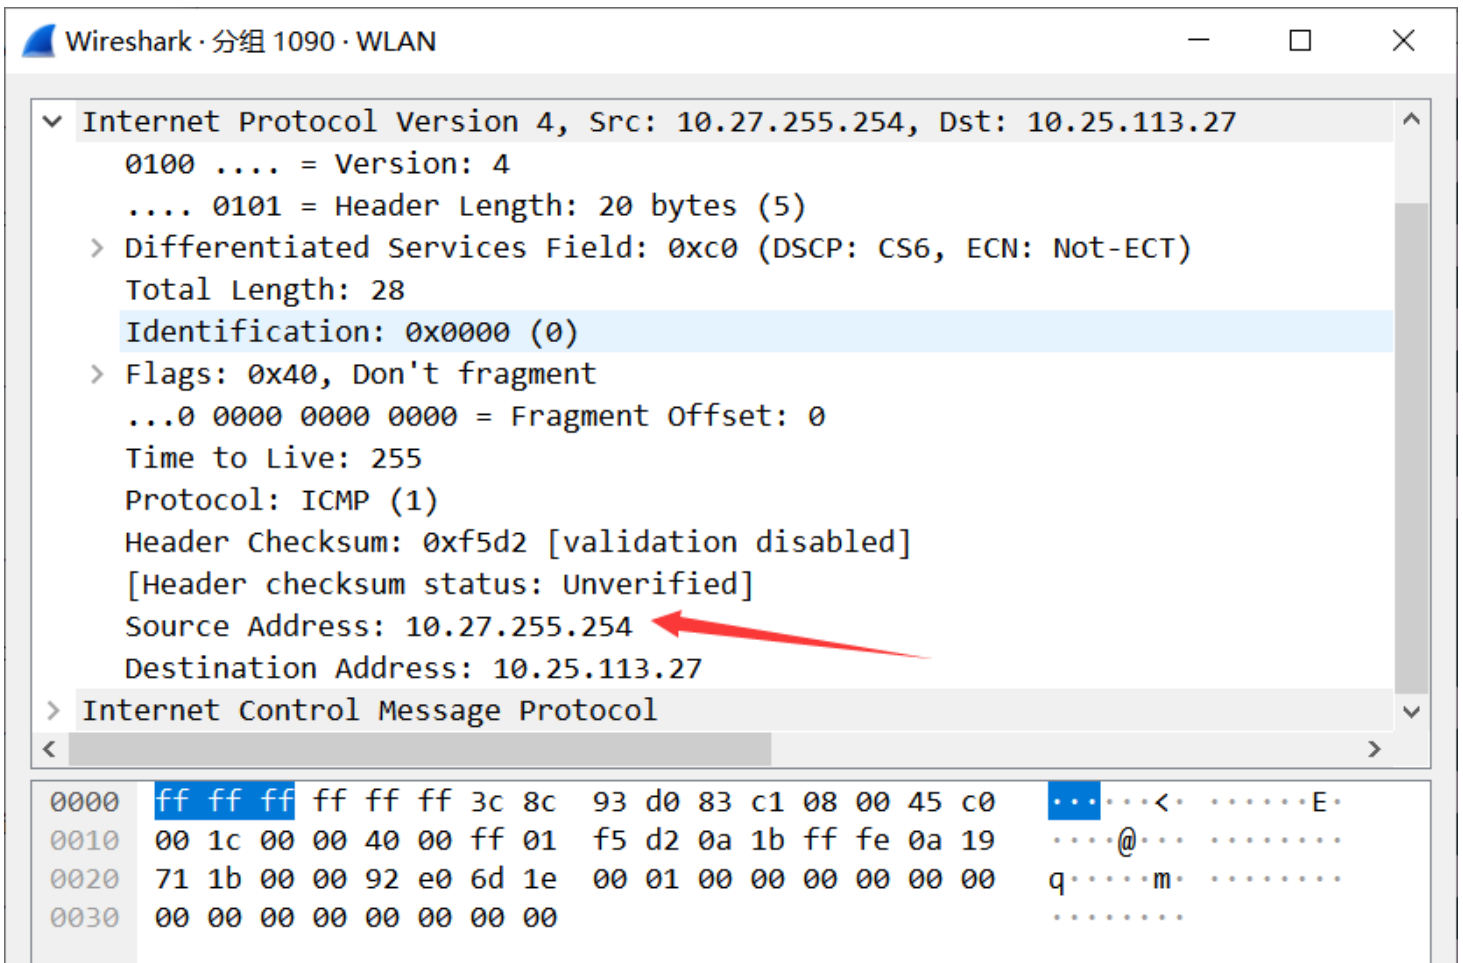 Wireshark · 分组 1090 · WLAN
Internet Protocol Version 4, Src: 10.27.255.254, Dst: 10.25.113.27
0100 .... = Version: 4
.... 0101 = Header Length: 20 bytes (5)
Differentiated Services Field: 0xc0 (DSCP: CS6, ECN: Not-ECT)
Total Length: 28
Identification: 0x0000 (0)
Flags: 0x40, Don't fragment
...0 0000 0000 0000 = Fragment Offset: 0
Time to Live: 255
Protocol: ICMP (1)
Header Checksum: 0xf5d2 [validation disabled]
[Header checksum status: Unverified]
Source Address: 10.27.255.254
Destination Address: 10.25.113.27
Internet Control Message Protocol
0000 ff ff ff ff ff ff 3c 8c 93 d0 83 c1 08 00 45 c0 ······<· ······E·
0010 00 1c 00 00 40 00 ff 01 f5 d2 0a 1b ff fe 0a 19 ····@··· ········
0020 71 1b 00 00 92 e0 6d 1e 00 01 00 00 00 00 00 00 q·····m· ········
0030 00 00 00 00 00 00 00 00 ········